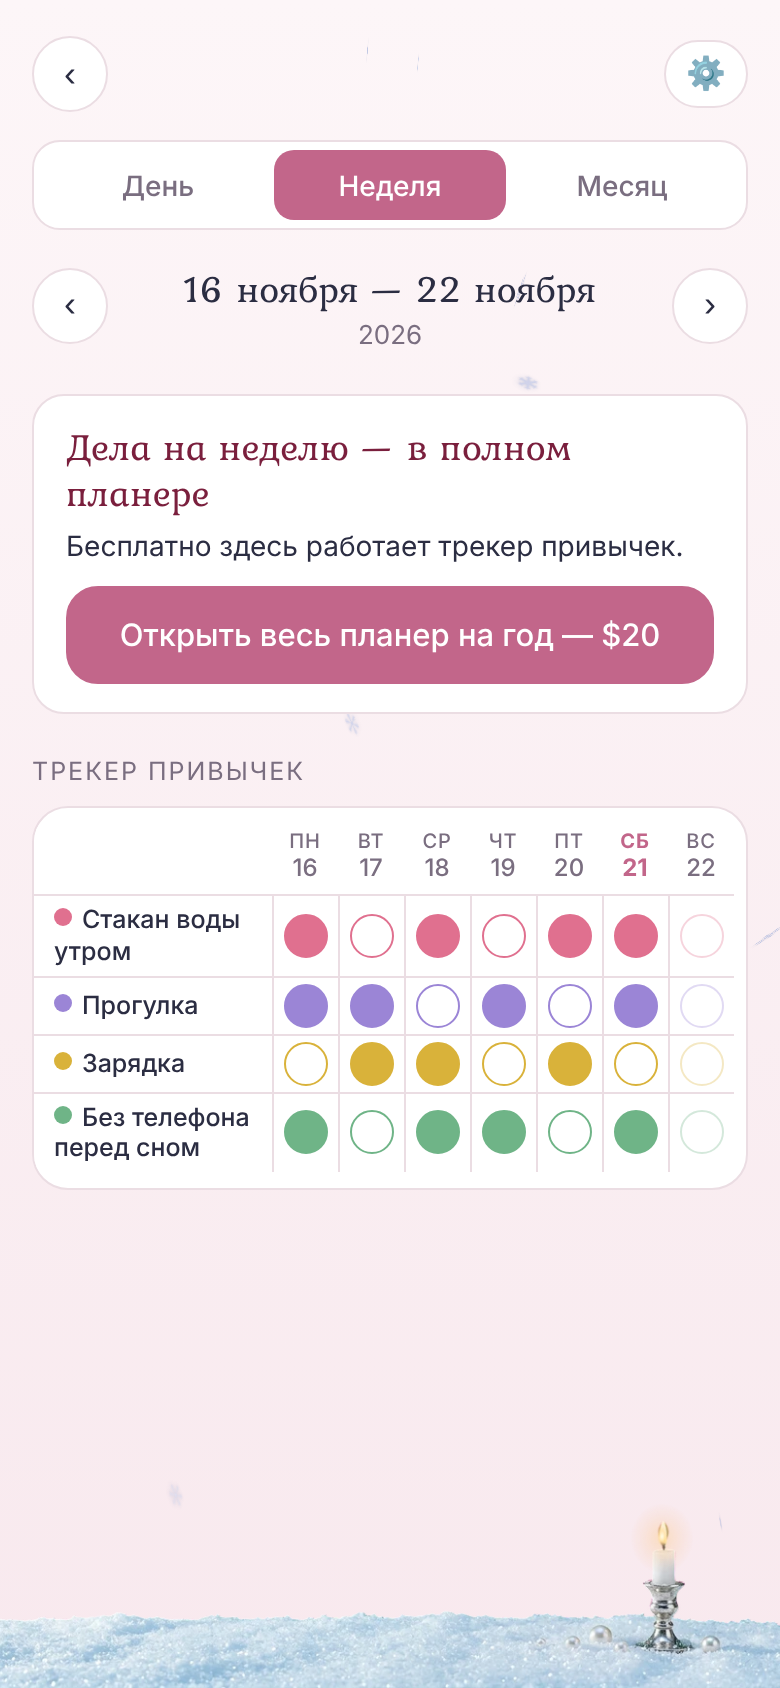 ‹
День Неделя Месяц
‹ 16 ноября — 22 ноября ›
2026
Дела на неделю — в полном
планере
Бесплатно здесь работает трекер привычек.
Открыть весь планер на год — $20
ТРЕКЕР ПРИВЫЧЕК
ПН ВТ СР ЧТ ПТ СБ ВС
16 17 18 19 20 21 22
Стакан воды
утром
Прогулка
Зарядка
Без телефона
перед сном